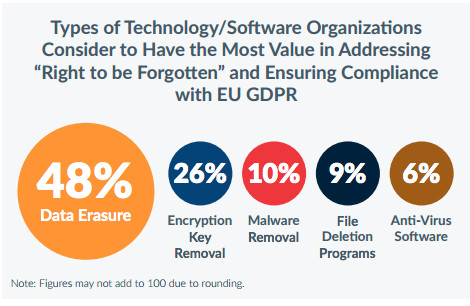 Types of Technology/Software Organizations
Consider to Have the Most Value in Addressing
“Right to be Forgotten” and Ensuring Compliance
with EU GDPR
48%
Data Erasure
26%
Encryption
Key
Removal
10%
Malware
Removal
9%
File
Deletion
Programs
6%
Anti-Virus
Software
Note: Figures may not add to 100 due to rounding.